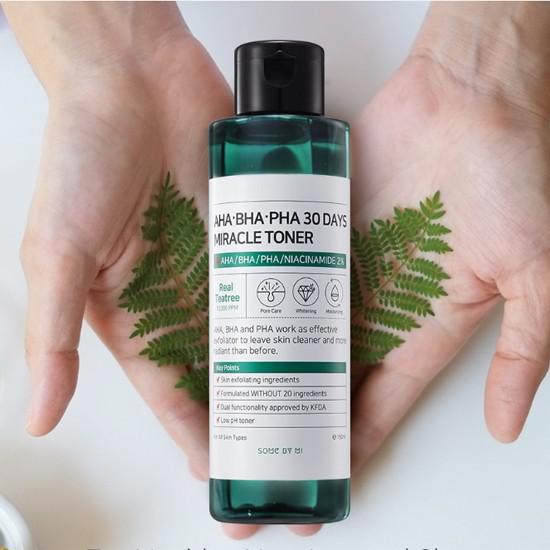 AHA·BHA·PHA 30 DAYS
MIRACLE TONER
AHA/BHA/PHA/NIACINAMIDE 2%
Real
Teatree
10,000 PPM
Pore Care
Whitening
Moisturizing
AHA, BHA and PHA work as effective
exfoliator to leave skin cleaner and more
radiant than before.
Key Points
Skin exfoliating ingredients
Formulated WITHOUT 20 ingredients
Dual functionality approved by KFDA
Low pH toner
For All Skin Types
SOME BY MI